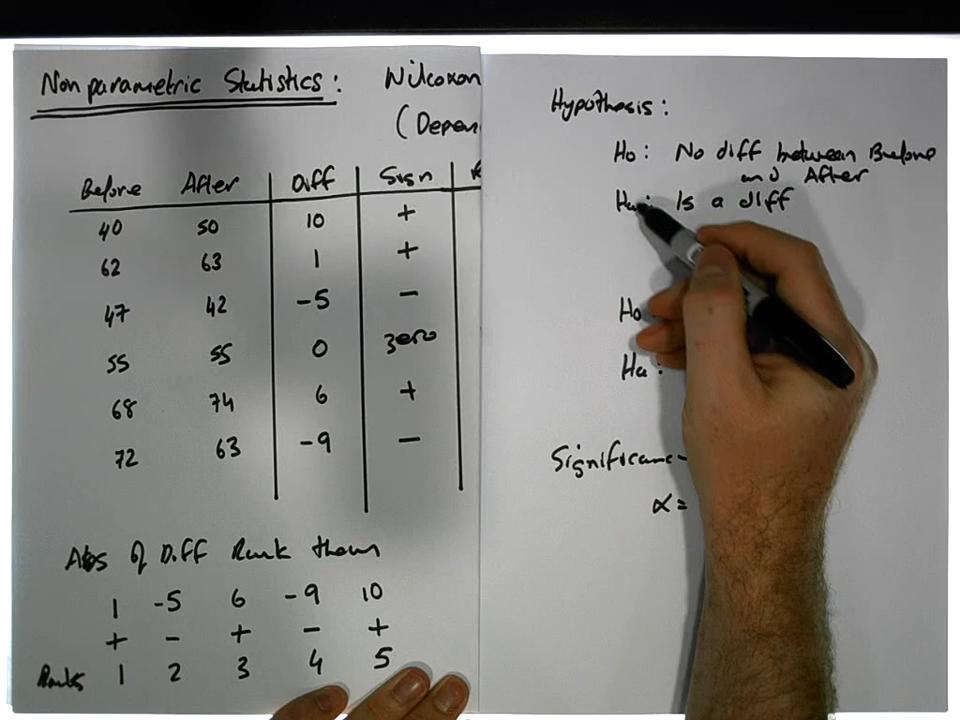 Nonparametric Statistics: Wilcoxon
(Depen
Before After Diff Sign
40 50 10 +
62 63 1 +
47 42 -5 -
55 55 0 zero
68 74 6 +
72 63 -9 -
Abs of Diff Rank them
1 -5 6 -9 10
+ - + - +
Ranks 1 2 3 4 5
Hypothesis:
Ho: No diff between Before
and After
Ha: Is a diff
Ho
Ha:
Significance
α=